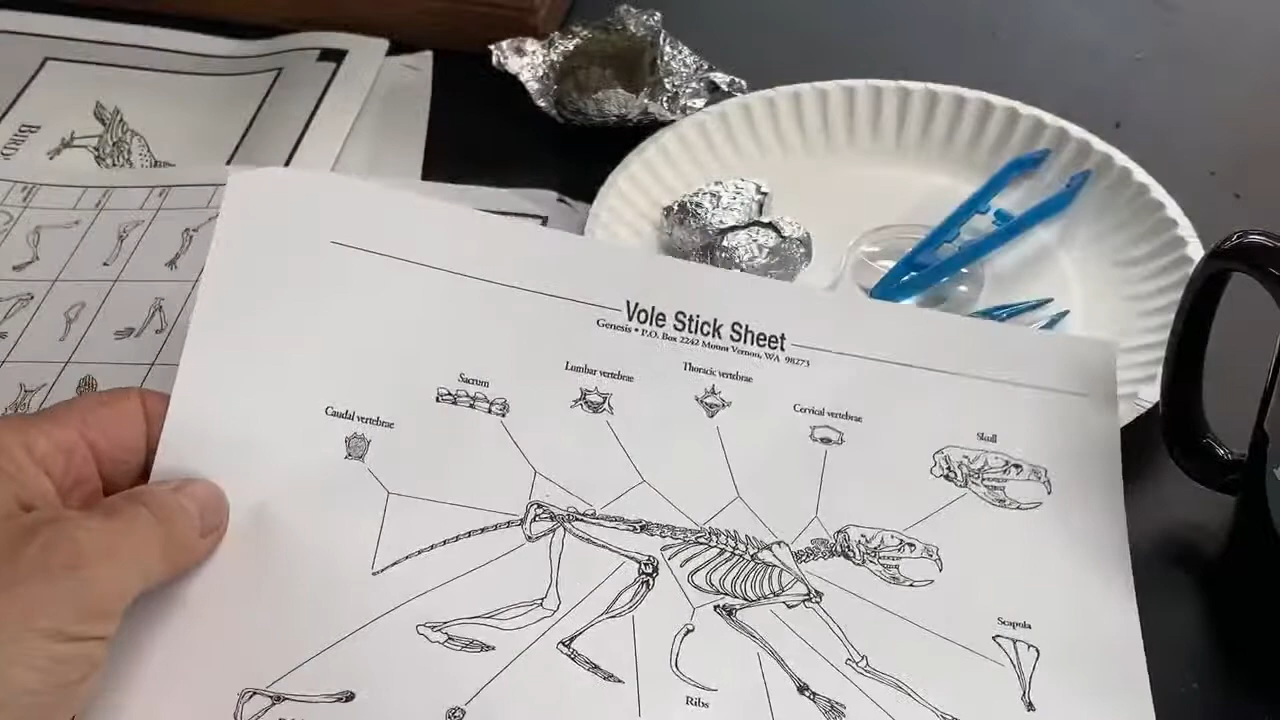 BIRD
Vole Stick Sheet
Genesis • P.O. Box 2242 Mount Vernon, WA 98273
Thoracic vertebrae
Lumbar vertebrae
Sacrum
Cervical vertebrae
Caudal vertebrae
Skull
Scapula
Ribs